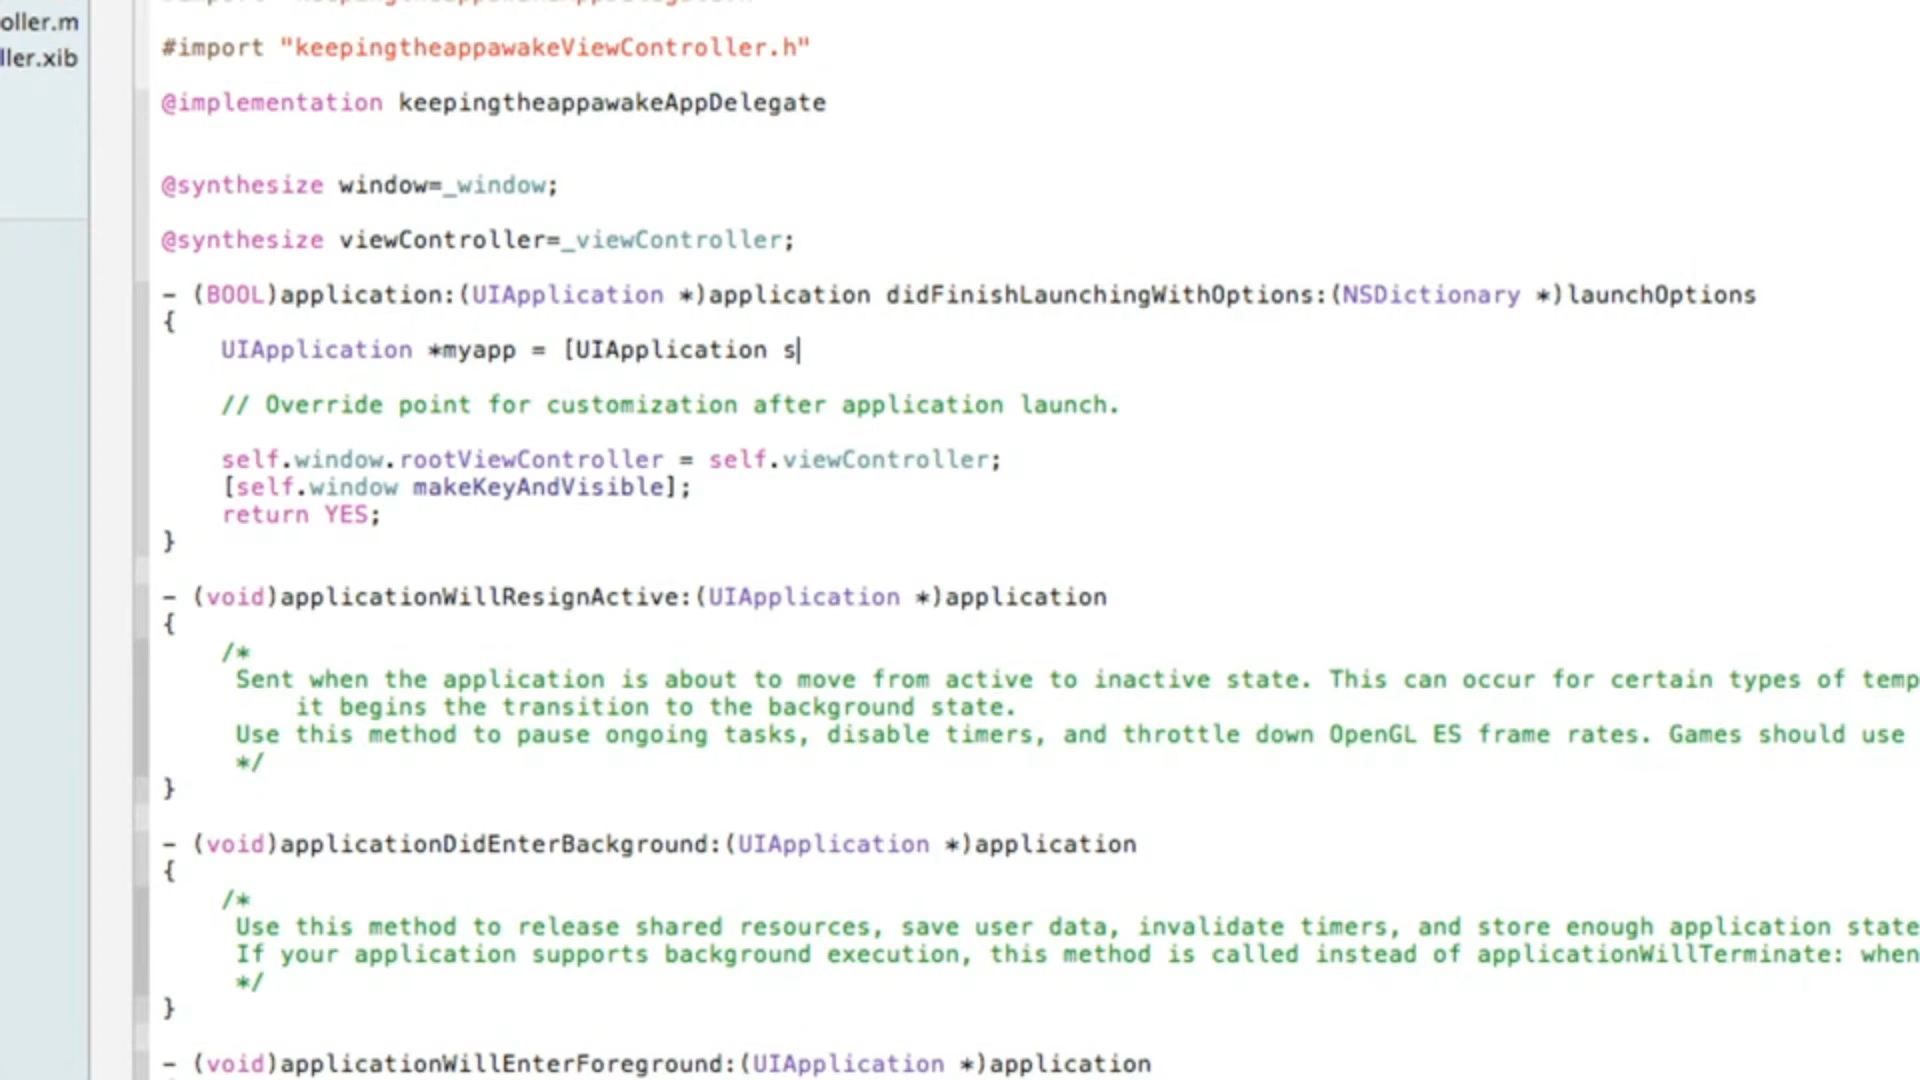 oller.m
ller.xib
#import "keepingtheappawakeViewController.h"
@implementation keepingtheappawakeAppDelegate
@synthesize window=_window;
@synthesize viewController=_viewController;
- (BOOL)application:(UIApplication *)application didFinishLaunchingWithOptions:(NSDictionary *)launchOptions
{
UIApplication *myapp = [UIApplication s
// Override point for customization after application launch.
self.window.rootViewController = self.viewController;
[self.window makeKeyAndVisible];
return YES;
}
- (void)applicationWillResignActive:(UIApplication *)application
{
/*
Sent when the application is about to move from active to inactive state. This can occur for certain types of temp
it begins the transition to the background state.
Use this method to pause ongoing tasks, disable timers, and throttle down OpenGL ES frame rates. Games should use
*/
}
- (void)applicationDidEnterBackground:(UIApplication *)application
{
/*
Use this method to release shared resources, save user data, invalidate timers, and store enough application state
If your application supports background execution, this method is called instead of applicationWillTerminate: when
*/
}
- (void)applicationWillEnterForeground:(UIApplication *)application